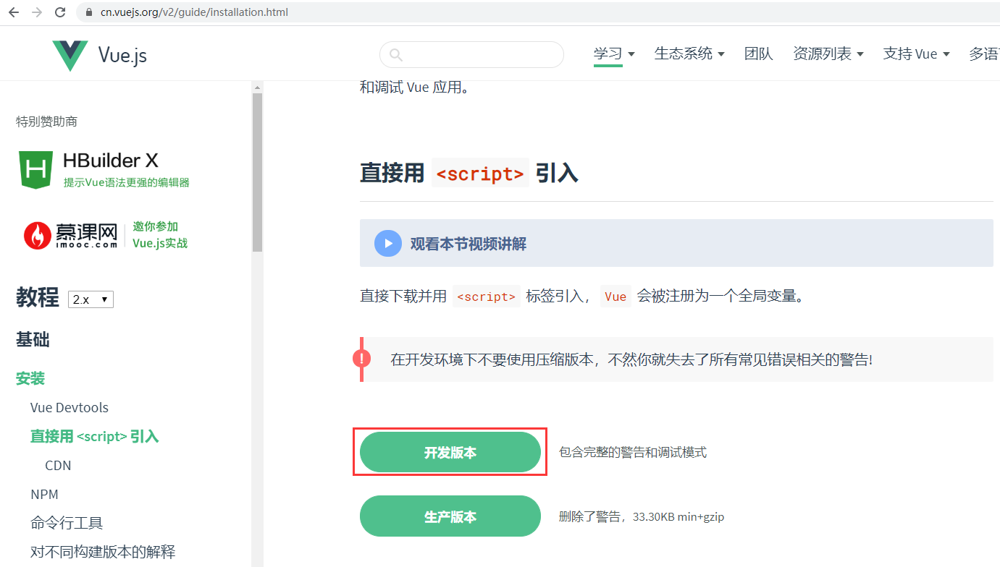 cn.vuejs.org/v2/guide/installation.html
Vue.js
学习
生态系统
团队
资源列表
支持 Vue
多语
和调试 Vue 应用。
特别赞助商
HBuilder X
提示Vue语法更强的编辑器
慕课网
imooc.com
邀你参加
Vue.js实战
教程 2.x
基础
安装
Vue Devtools
直接用 <script> 引入
CDN
NPM
命令行工具
对不同构建版本的解释
直接用 <script> 引入
观看本节视频讲解
直接下载并用 <script> 标签引入，Vue 会被注册为一个全局变量。
在开发环境下不要使用压缩版本，不然你就失去了所有常见错误相关的警告!
开发版本 包含完整的警告和调试模式
生产版本 删除了警告，33.30KB min+gzip